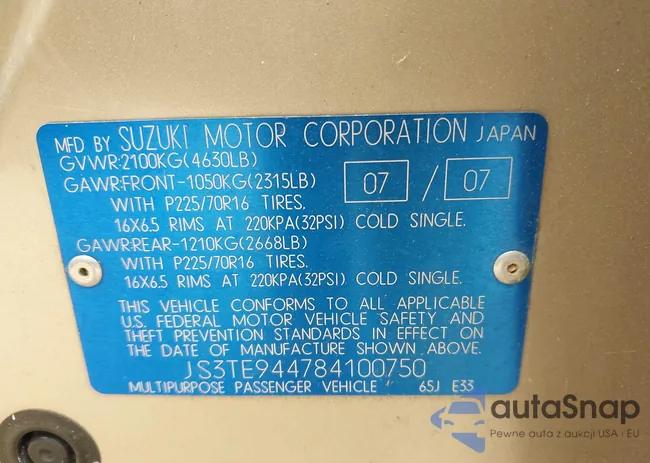 MFD BY SUZUKI MOTOR CORPORATION JAPAN
GVWR:2100KG(4630LB)
GAWR:FRONT-1050KG(2315LB) 07 / 07
WITH P225/70R16 TIRES.
16X6.5 RIMS AT 220KPA(32PSI) COLD SINGLE.
GAWR:REAR-1210KG(2668LB)
WITH P225/70R16 TIRES.
16X6.5 RIMS AT 220KPA(32PSI) COLD SINGLE.
THIS VEHICLE CONFORMS TO ALL APPLICABLE
U.S. FEDERAL MOTOR VEHICLE SAFETY AND
THEFT PREVENTION STANDARDS IN EFFECT ON
THE DATE OF MANUFACTURE SHOWN ABOVE.
JS3TE944784100750
MULTIPURPOSE PASSENGER VEHICLE 65J E33
autaSnap
Pewne auta z aukcji USA i EU